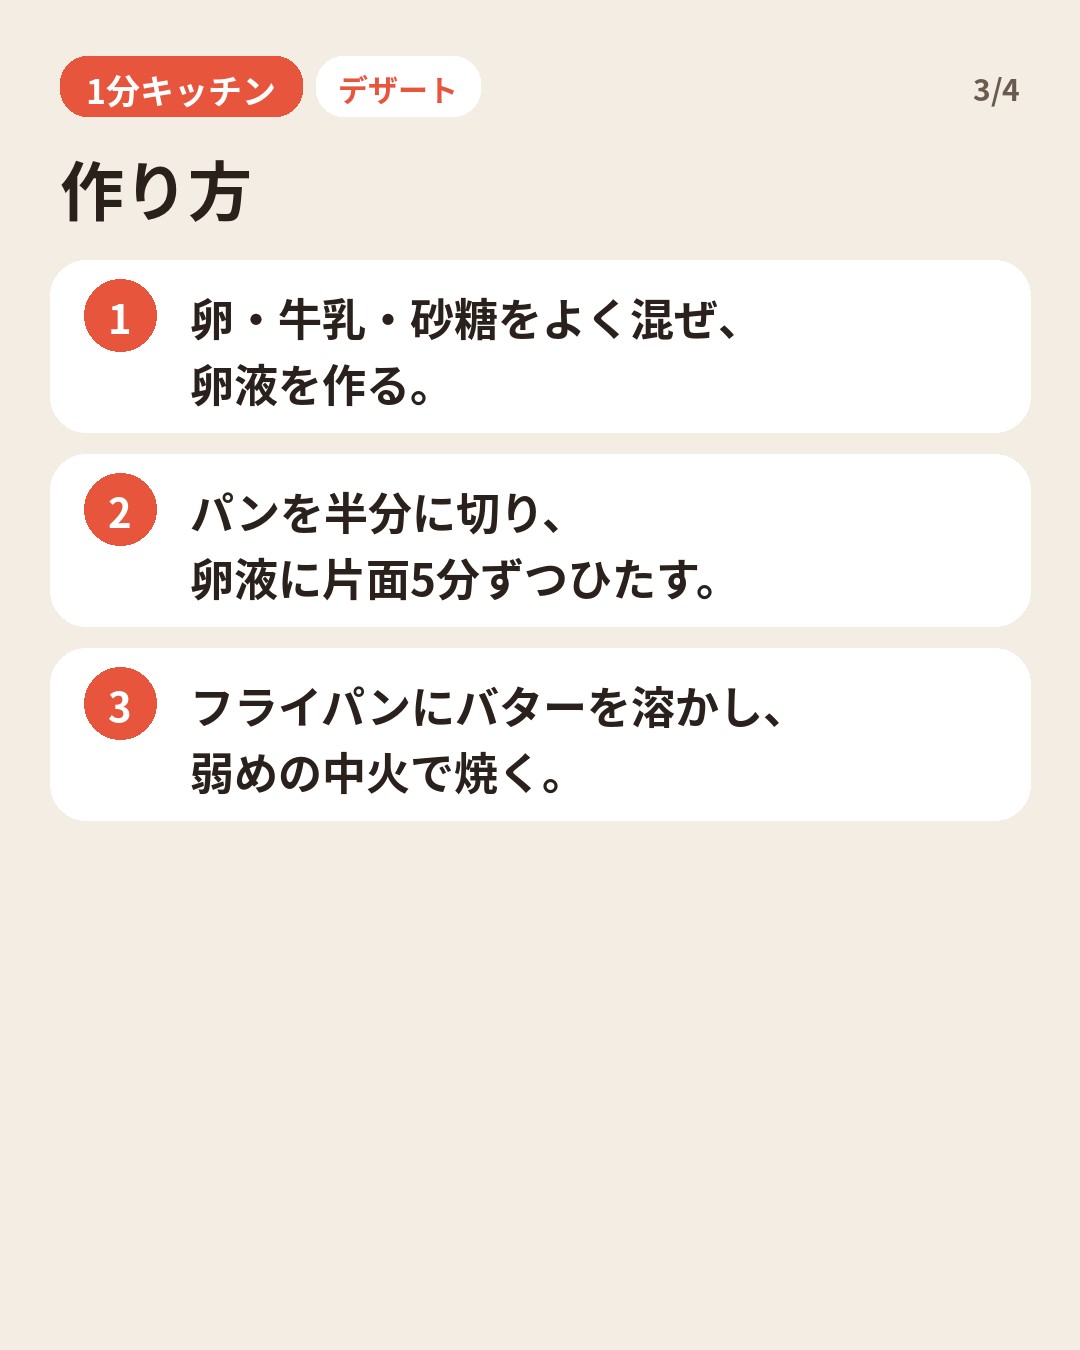 1分キッチン
デザート
3/4
作り方
1
卵・牛乳・砂糖をよく混ぜ、
卵液を作る。
2
パンを半分に切り、
卵液に片面5分ずつひたす。
3
フライパンにバターを溶かし、
弱めの中火で焼く。